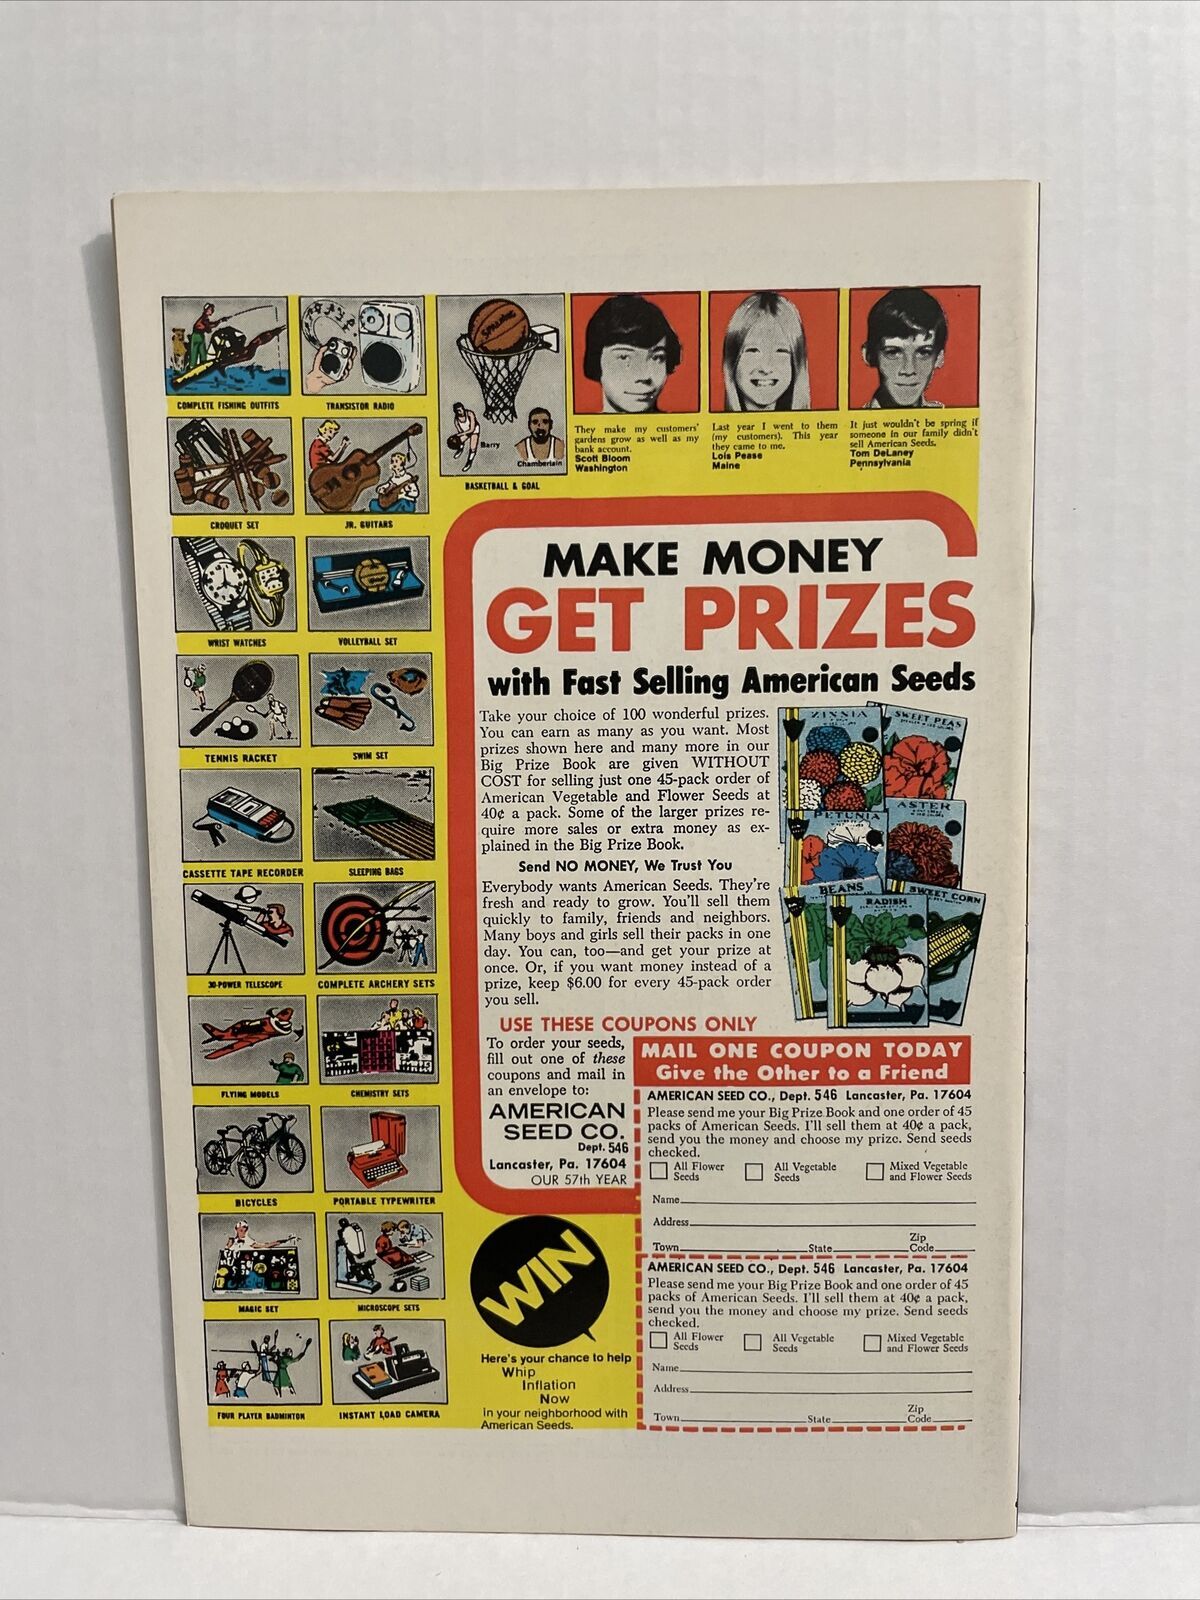 SPALDING
Barry
Chamberlain
COMPLETE FISHING OUTFITS
TRANSISTOR RADIO
BASKETBALL & GOAL
CROQUET SET
JR. GUITARS
WRIST WATCHES
VOLLEYBALL SET
TENNIS RACKET
SWIM SET
CASSETTE TAPE RECORDER
SLEEPING BAGS
30-POWER TELESCOPE
COMPLETE ARCHERY SETS
FLYING MODELS
CHEMISTRY SETS
BICYCLES
PORTABLE TYPEWRITER
MAGIC SET
MICROSCOPE SETS
FOUR PLAYER BADMINTON
INSTANT LOAD CAMERA
They make my customers'
gardens grow as well as my
bank account.
Scott Bloom
Washington
Last year I went to them
(my customers). This year
they came to me.
Lois Pease
Maine
It just wouldn't be spring if
someone in our family didn't
sell American Seeds.
Tom DeLaney
Pennsylvania
MAKE MONEY
GET PRIZES
with Fast Selling American Seeds
Take your choice of 100 wonderful prizes.
You can earn as many as you want. Most
prizes shown here and many more in our
Big Prize Book are given WITHOUT
COST for selling just one 45-pack order of
American Vegetable and Flower Seeds at
40¢ a pack. Some of the larger prizes re-
quire more sales or extra money as ex-
plained in the Big Prize Book.
Send NO MONEY, We Trust You
Everybody wants American Seeds. They're
fresh and ready to grow. You'll sell them
quickly to family, friends and neighbors.
Many boys and girls sell their packs in one
day. You can, too—and get your prize at
once. Or, if you want money instead of a
prize, keep $6.00 for every 45-pack order
you sell.
ZINNIA
SWEET PEAS
ASTER
PETUNIA
BEANS
RADISH
SWEET CORN
USE THESE COUPONS ONLY
To order your seeds,
fill out one of these
coupons and mail in
an envelope to:
AMERICAN
SEED CO.
Dept. 546
Lancaster, Pa. 17604
OUR 57th YEAR
MAIL ONE COUPON TODAY
Give the Other to a Friend
AMERICAN SEED CO., Dept. 546 Lancaster, Pa. 17604
Please send me your Big Prize Book and one order of 45
packs of American Seeds. I'll sell them at 40¢ a pack,
send you the money and choose my prize. Send seeds
checked.
All Flower
Seeds
All Vegetable
Seeds
Mixed Vegetable
and Flower Seeds
Name
Address
Town State Zip
Code
AMERICAN SEED CO., Dept. 546 Lancaster, Pa. 17604
Please send me your Big Prize Book and one order of 45
packs of American Seeds. I'll sell them at 40¢ a pack,
send you the money and choose my prize. Send seeds
checked.
All Flower
Seeds
All Vegetable
Seeds
Mixed Vegetable
and Flower Seeds
Name
Address
Town State Zip
Code
WIN
Here's your chance to help
Whip
Inflation
Now
in your neighborhood with
American Seeds.